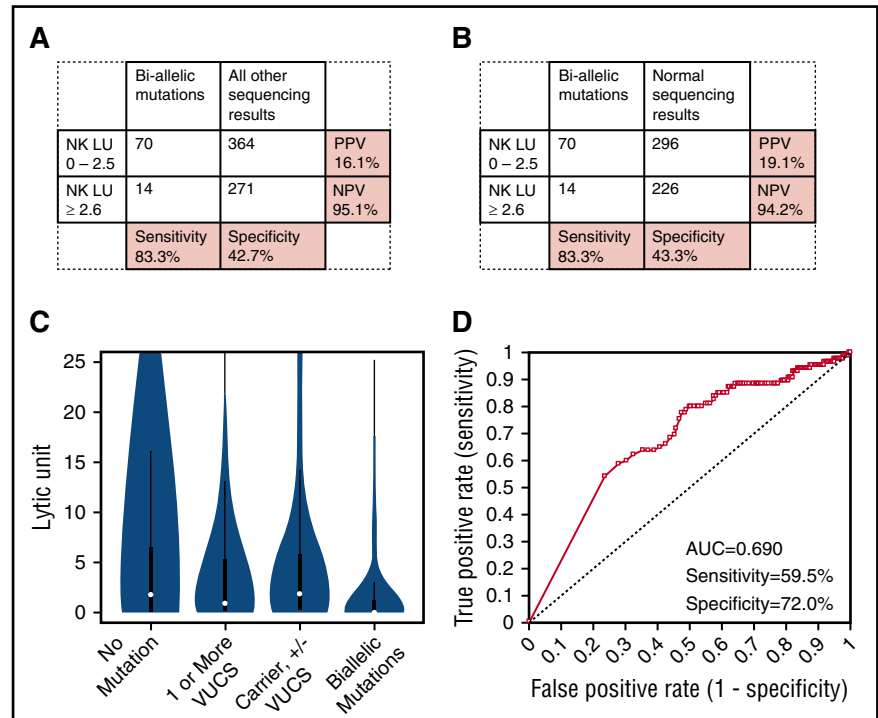 A
Bi-allelic
mutations
All other
sequencing
results
NK LU
0 – 2.5
70
364
PPV
16.1%
NK LU
≥ 2.6
14
271
NPV
95.1%
Sensitivity
83.3%
Specificity
42.7%
B
Bi-allelic
mutations
Normal
sequencing
results
NK LU
0 – 2.5
70
296
PPV
19.1%
NK LU
≥ 2.6
14
226
NPV
94.2%
Sensitivity
83.3%
Specificity
43.3%
C
Lytic unit
25
20
15
10
5
0
No
Mutation
1 or More
VUCS
Carrier, +/-
VUCS
Biallelic
Mutations
D
True positive rate (sensitivity)
1
0.9
0.8
0.7
0.6
0.5
0.4
0.3
0.2
0.1
0
AUC=0.690
Sensitivity=59.5%
Specificity=72.0%
0
0.1
0.2
0.3
0.4
0.5
0.6
0.7
0.8
0.9
1
False positive rate (1 - specificity)